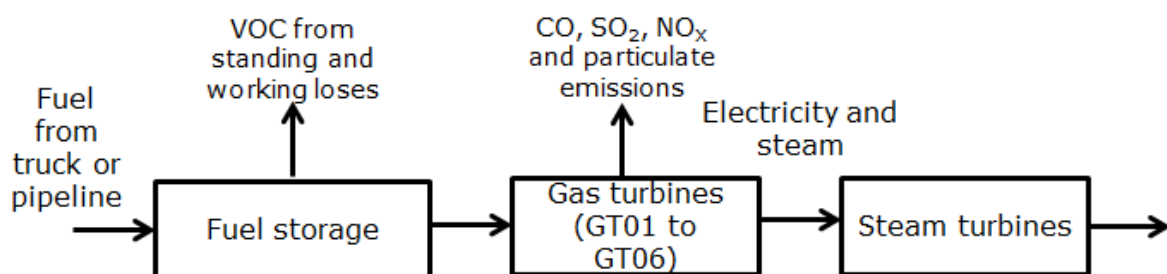 VOC from
standing and
working loses
CO, SO₂, NOₓ
and particulate
emissions
Fuel
from
truck or
pipeline
Electricity and
steam
Fuel storage
Gas turbines
(GT01 to
GT06)
Steam turbines